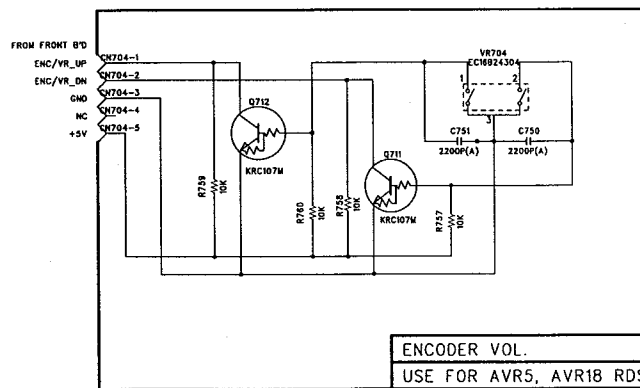 FROM FRONT B'D
ENC/VR_UP CN704-1
ENC/VR_DN CN704-2
GND CN704-3
NC CN704-4
+5V CN704-5
VR704
EC16B24304
1 2
3
Q712
KRC107M
Q711
KRC107M
C751
2200P(A)
C750
2200P(A)
R759
10K
R760
10K
R758
10K
R757
10K
ENCODER VOL.
USE FOR AVR5, AVR18 RDS